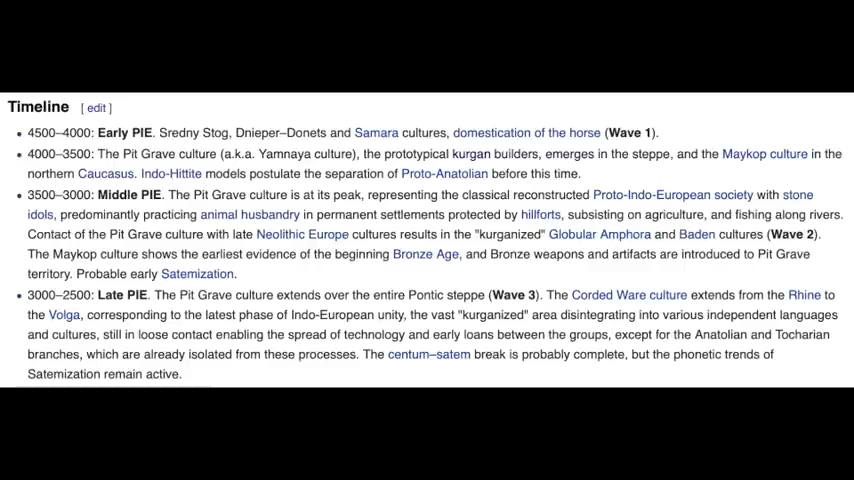 Timeline [ edit ]
• 4500–4000: Early PIE. Sredny Stog, Dnieper–Donets and Samara cultures, domestication of the horse (Wave 1).
• 4000–3500: The Pit Grave culture (a.k.a. Yamnaya culture), the prototypical kurgan builders, emerges in the steppe, and the Maykop culture in the
northern Caucasus. Indo-Hittite models postulate the separation of Proto-Anatolian before this time.
• 3500–3000: Middle PIE. The Pit Grave culture is at its peak, representing the classical reconstructed Proto-Indo-European society with stone
idols, predominantly practicing animal husbandry in permanent settlements protected by hillforts, subsisting on agriculture, and fishing along rivers.
Contact of the Pit Grave culture with late Neolithic Europe cultures results in the "kurganized" Globular Amphora and Baden cultures (Wave 2).
The Maykop culture shows the earliest evidence of the beginning Bronze Age, and Bronze weapons and artifacts are introduced to Pit Grave
territory. Probable early Satemization.
• 3000–2500: Late PIE. The Pit Grave culture extends over the entire Pontic steppe (Wave 3). The Corded Ware culture extends from the Rhine to
the Volga, corresponding to the latest phase of Indo-European unity, the vast "kurganized" area disintegrating into various independent languages
and cultures, still in loose contact enabling the spread of technology and early loans between the groups, except for the Anatolian and Tocharian
branches, which are already isolated from these processes. The centum–satem break is probably complete, but the phonetic trends of
Satemization remain active.